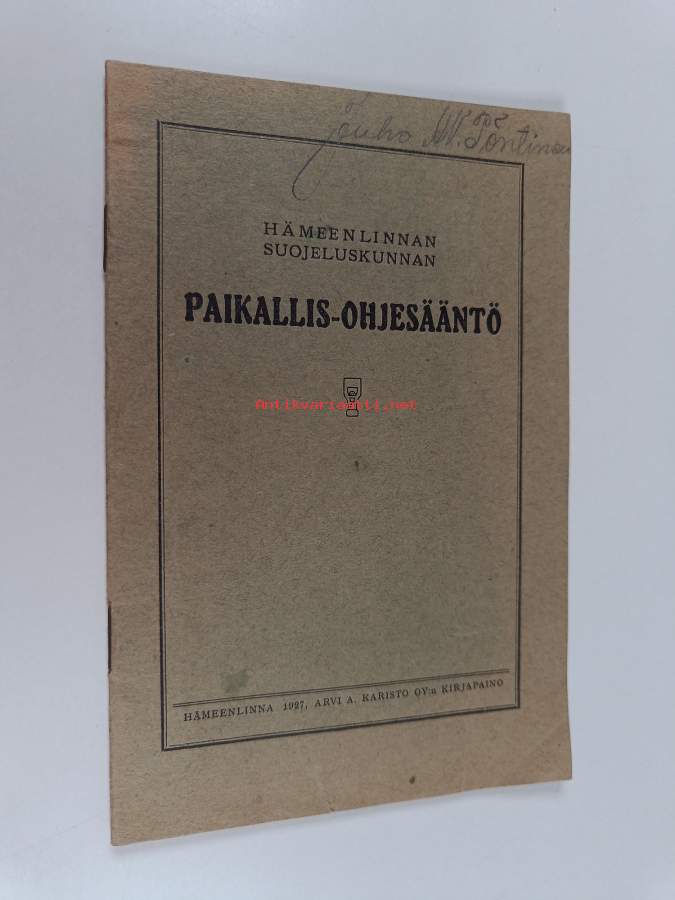 HÄMEENLINNAN
SUOJELUSKUNNAN
PAIKALLIS-OHJESÄÄNTÖ
Antikvariaatti.net
HÄMEENLINNA 1927, ARVI A. KARISTO OY:n KIRJAPAINO